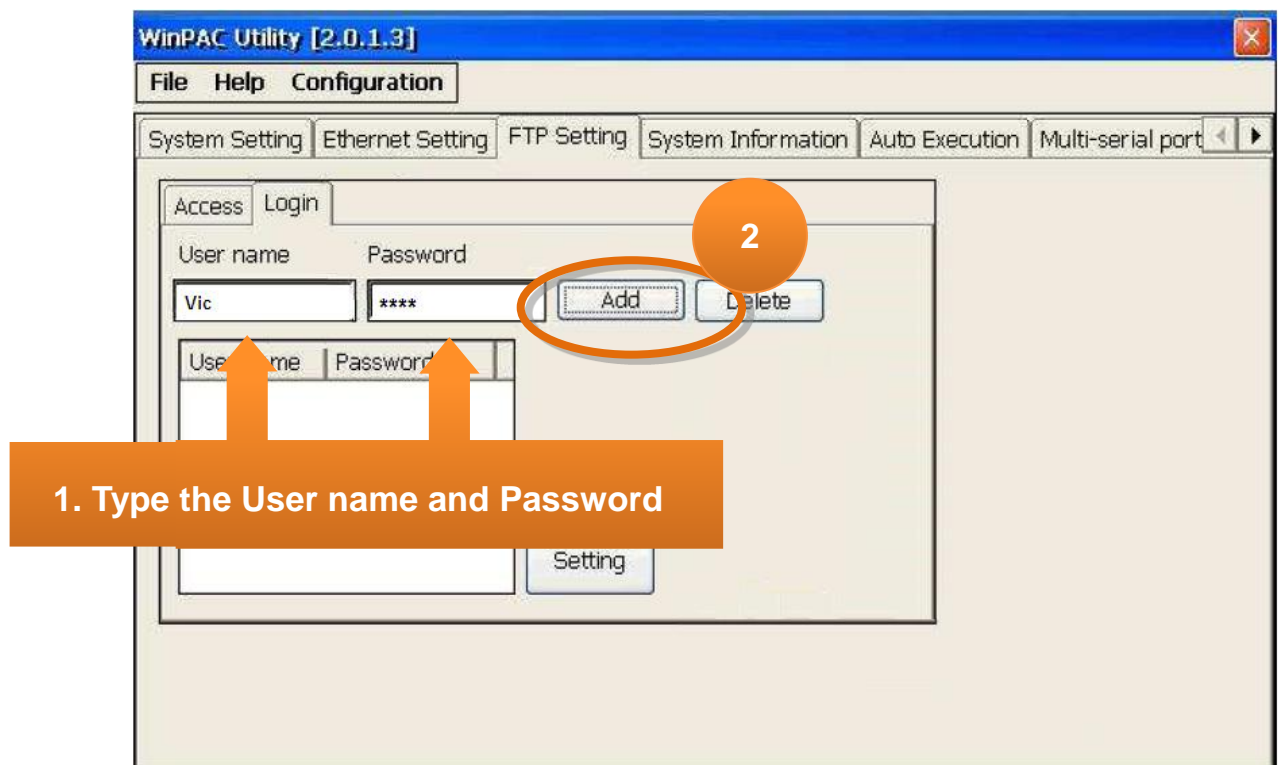 WinPAC Utility [2.0.1.3]
File Help Configuration
System Setting Ethernet Setting FTP Setting System Information Auto Execution Multi-serial port
Access Login
2
User name Password
Vic **** Add Delete
Password
1. Type the User name and Password
Setting